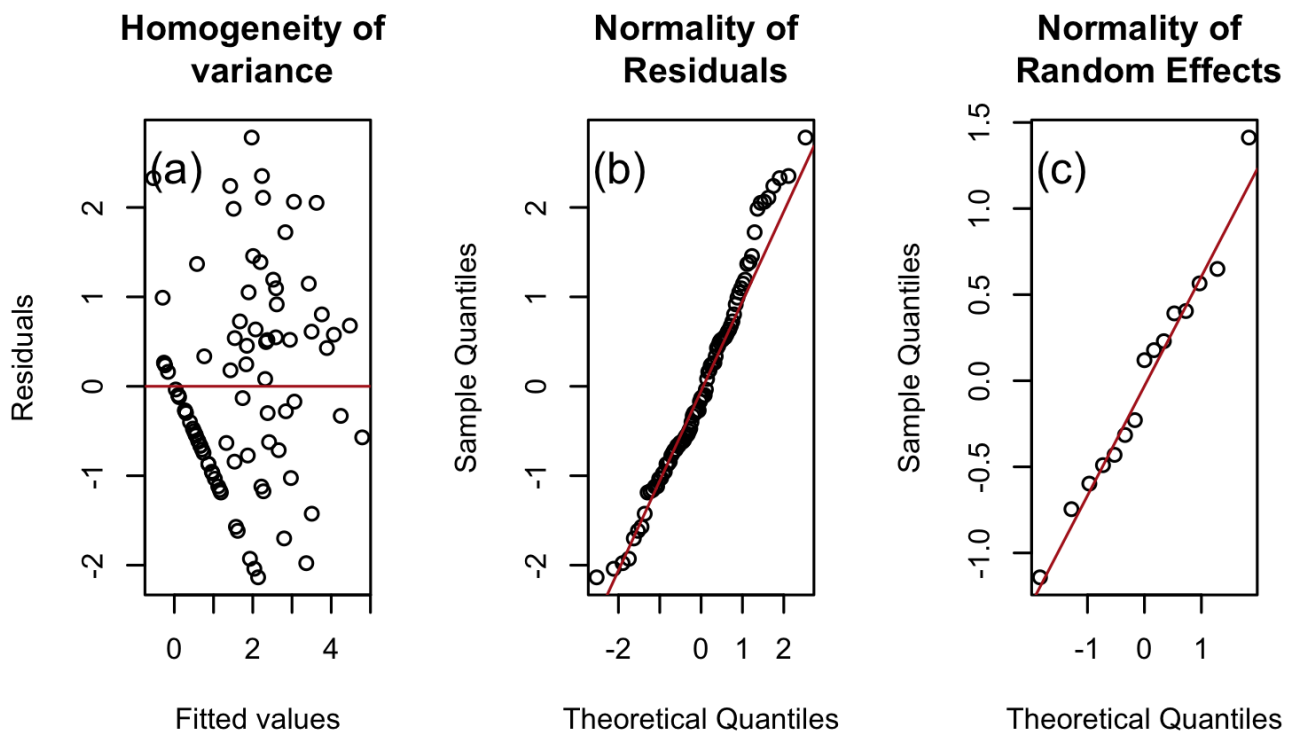 Homogeneity of
variance
(a)
Residuals
2
1
0
-1
-2
0
2
4
Fitted values
Normality of
Residuals
(b)
Sample Quantiles
2
1
0
-1
-2
-2
0
1
2
Theoretical Quantiles
Normality of
Random Effects
(c)
Sample Quantiles
1.5
1.0
0.5
0.0
-0.5
-1.0
-1
0
1
Theoretical Quantiles